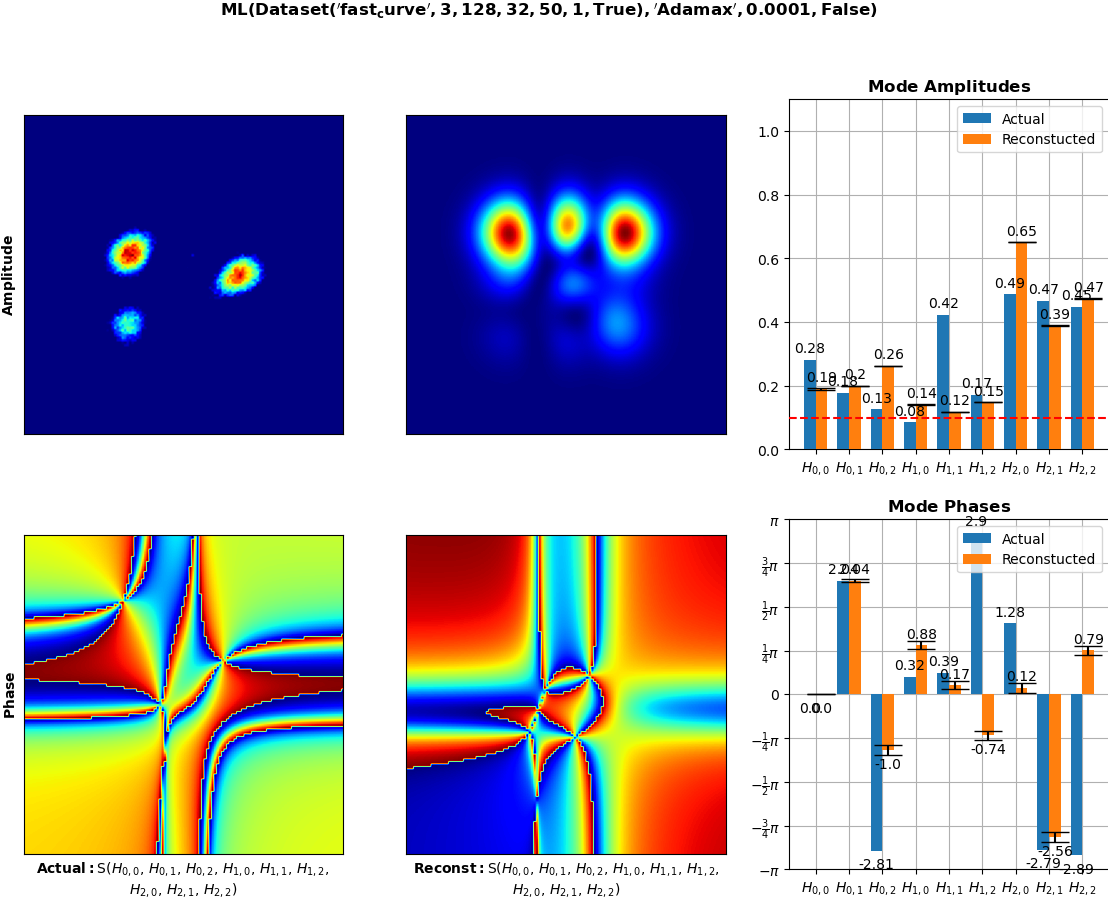 ML(Dataset('fast_curve', 3, 128, 32, 50, 1, True), 'Adamax', 0.0001, False)
Amplitude
Mode Amplitudes
Actual
Reconstucted
1.0
0.8
0.6
0.4
0.2
0.0
0.28
0.19
0.18
0.2
0.13
0.26
0.08
0.14
0.42
0.12
0.17
0.15
0.49
0.65
0.47
0.39
0.45
0.47
H0,0 H0,1 H0,2 H1,0 H1,1 H1,2 H2,0 H2,1 H2,2
Phase
Actual: S(H0,0, H0,1, H0,2, H1,0, H1,1, H1,2,
H2,0, H2,1, H2,2)
Reconst: S(H0,0, H0,1, H0,2, H1,0, H1,1, H1,2,
H2,0, H2,1, H2,2)
Mode Phases
Actual
Reconstucted
π
3/4π
1/2π
1/4π
0
−1/4π
−1/2π
−3/4π
−π
0.0
0.0
2.04
-2.81
-1.0
0.32
0.88
0.39
0.17
2.9
-0.74
1.28
0.12
-2.79
-2.56
-2.89
0.79
H0,0 H0,1 H0,2 H1,0 H1,1 H1,2 H2,0 H2,1 H2,2